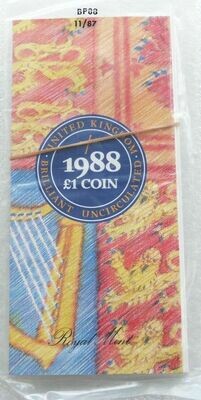 BP88
11/87
UNITED KINGDOM
1988
£1 COIN
BRILLIANT UNCIRCULATED
Royal Mint